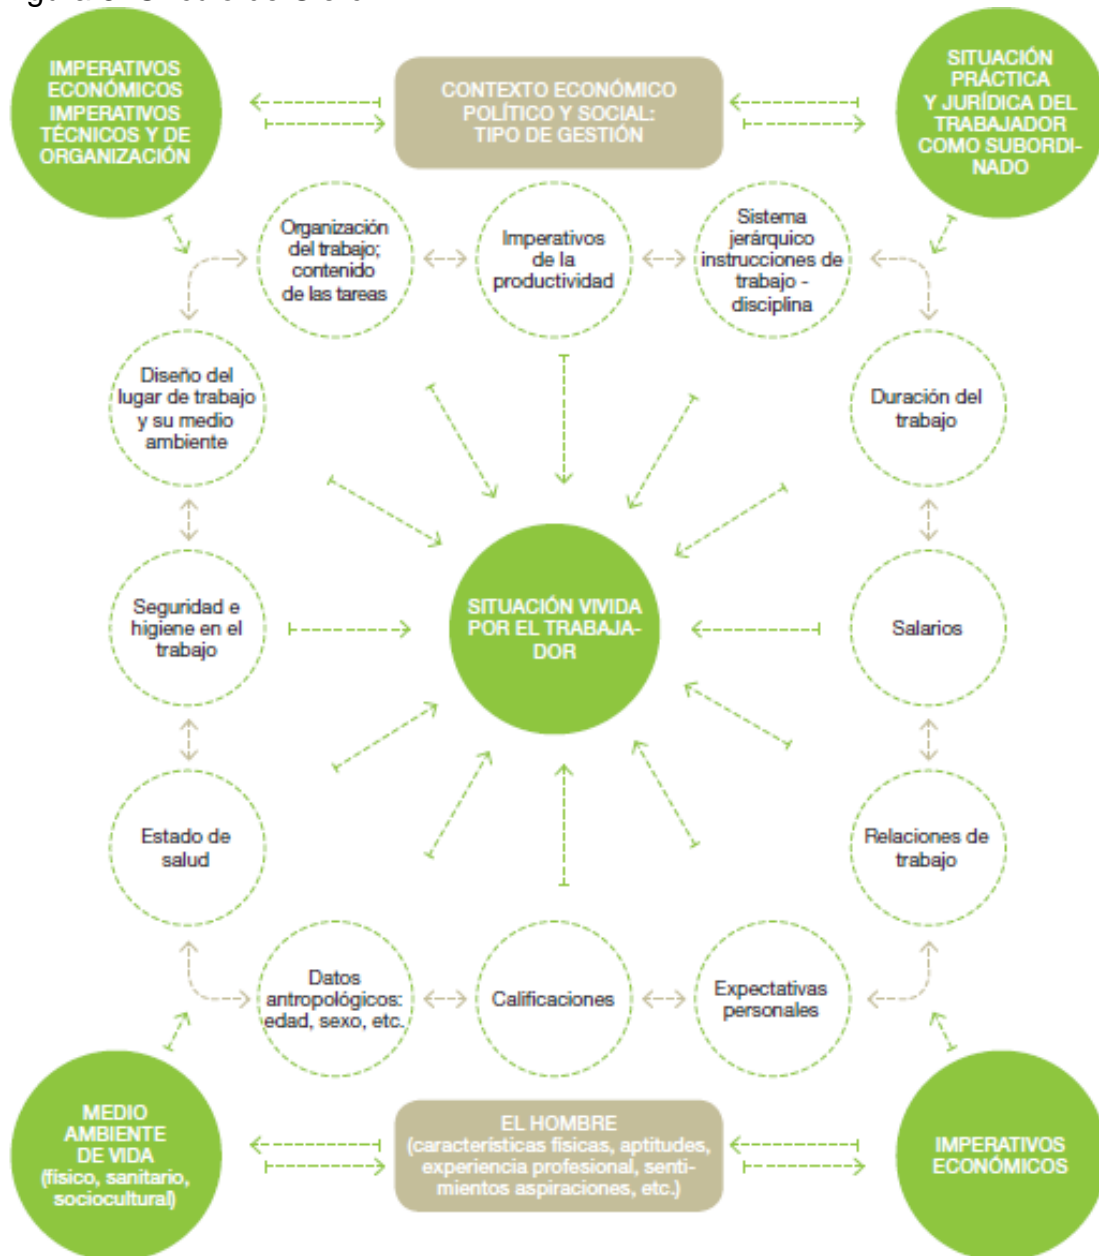 IMPERATIVOS
ECONÓMICOS
IMPERATIVOS
TÉCNICOS Y DE
ORGANIZACIÓN
CONTEXTO ECONÓMICO
POLÍTICO Y SOCIAL:
TIPO DE GESTIÓN
SITUACIÓN
PRÁCTICA
Y JURÍDICA DEL
TRABAJADOR
COMO SUBORDI-
NADO
Organización
del trabajo;
contenido
de las tareas
Imperativos
de la
productividad
Sistema
jerárquico
instrucciones de
trabajo -
disciplina
Diseño del
lugar de trabajo
y su medio
ambiente
Duración del
trabajo
Seguridad e
higiene en el
trabajo
SITUACIÓN VIVIDA
POR EL TRABAJA-
DOR
Salarios
Estado de
salud
Relaciones de
trabajo
Datos
antropológicos:
edad, sexo, etc.
Calificaciones
Expectativas
personales
MEDIO
AMBIENTE
DE VIDA
(físico, sanitario,
sociocultural)
EL HOMBRE
(características físicas, aptitudes,
experiencia profesional, senti-
mientos aspiraciones, etc.)
IMPERATIVOS
ECONÓMICOS